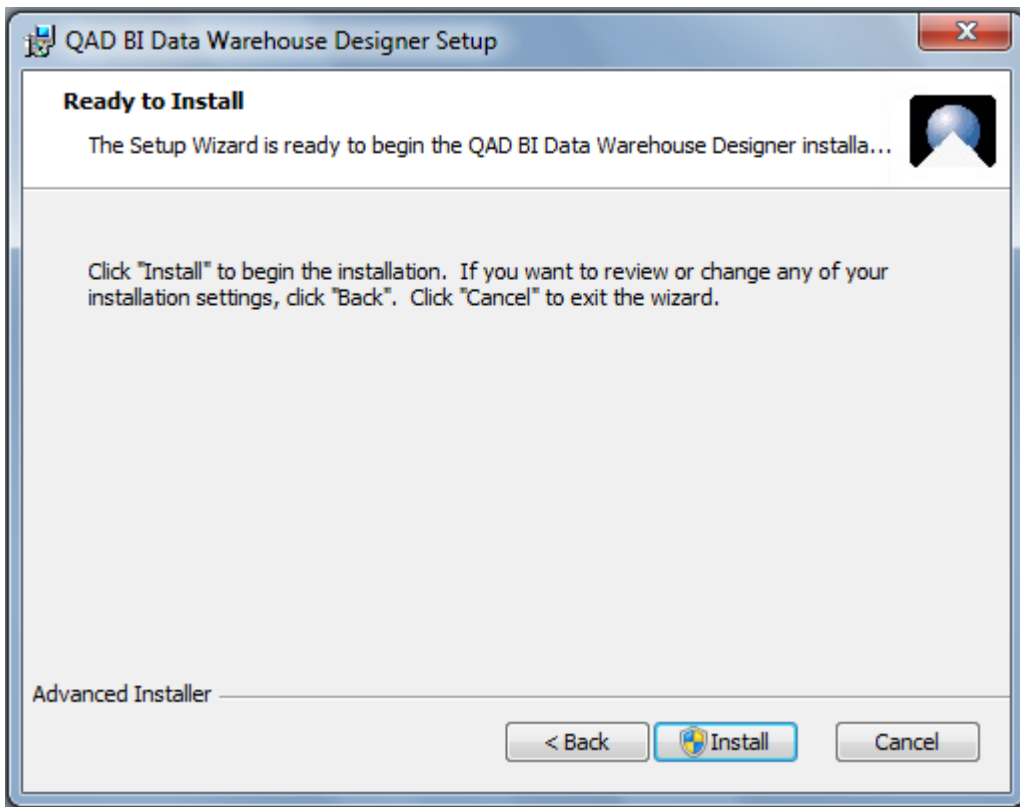 QAD BI Data Warehouse Designer Setup
Ready to Install
The Setup Wizard is ready to begin the QAD BI Data Warehouse Designer installa...
Click "Install" to begin the installation.  If you want to review or change any of your
installation settings, click "Back".  Click "Cancel" to exit the wizard.
Advanced Installer
< Back
Install
Cancel